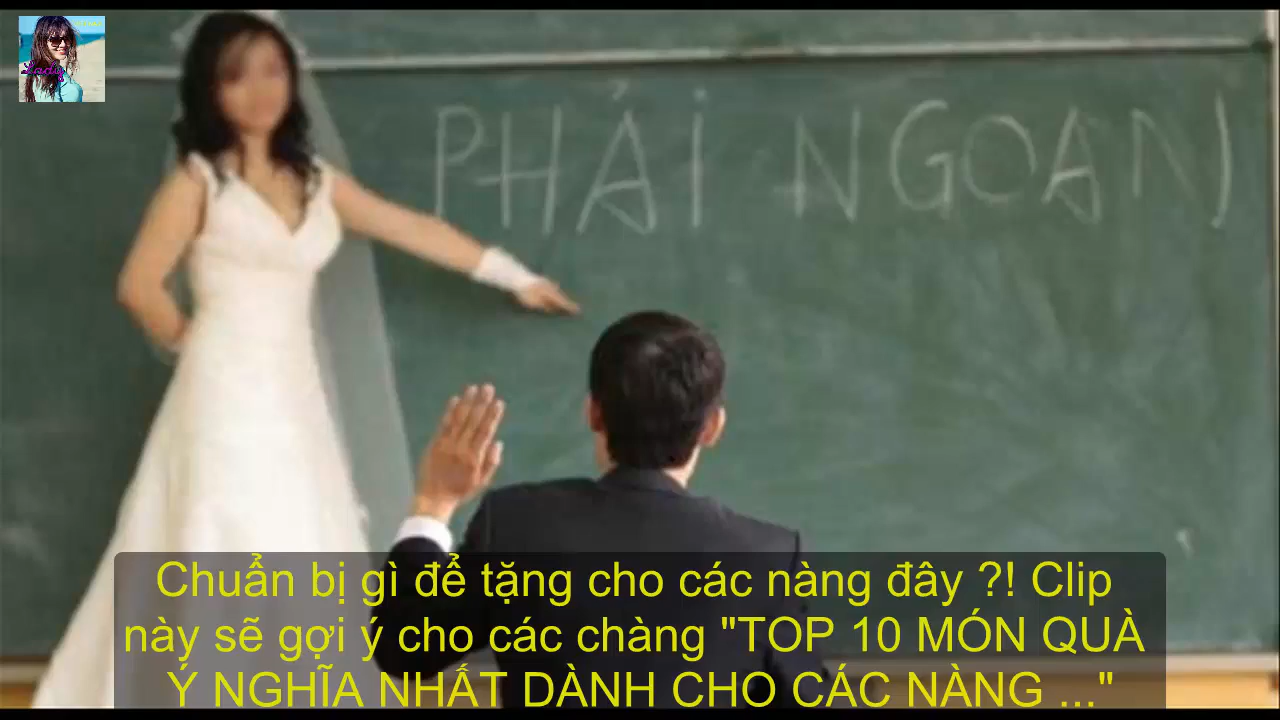 Lady
PHẢI NGOAN!
Chuẩn bị gì để tặng cho các nàng đây ?! Clip
này sẽ gợi ý cho các chàng "TOP 10 MÓN QUÀ
Ý NGHĨA NHẤT DÀNH CHO CÁC NÀNG ..."